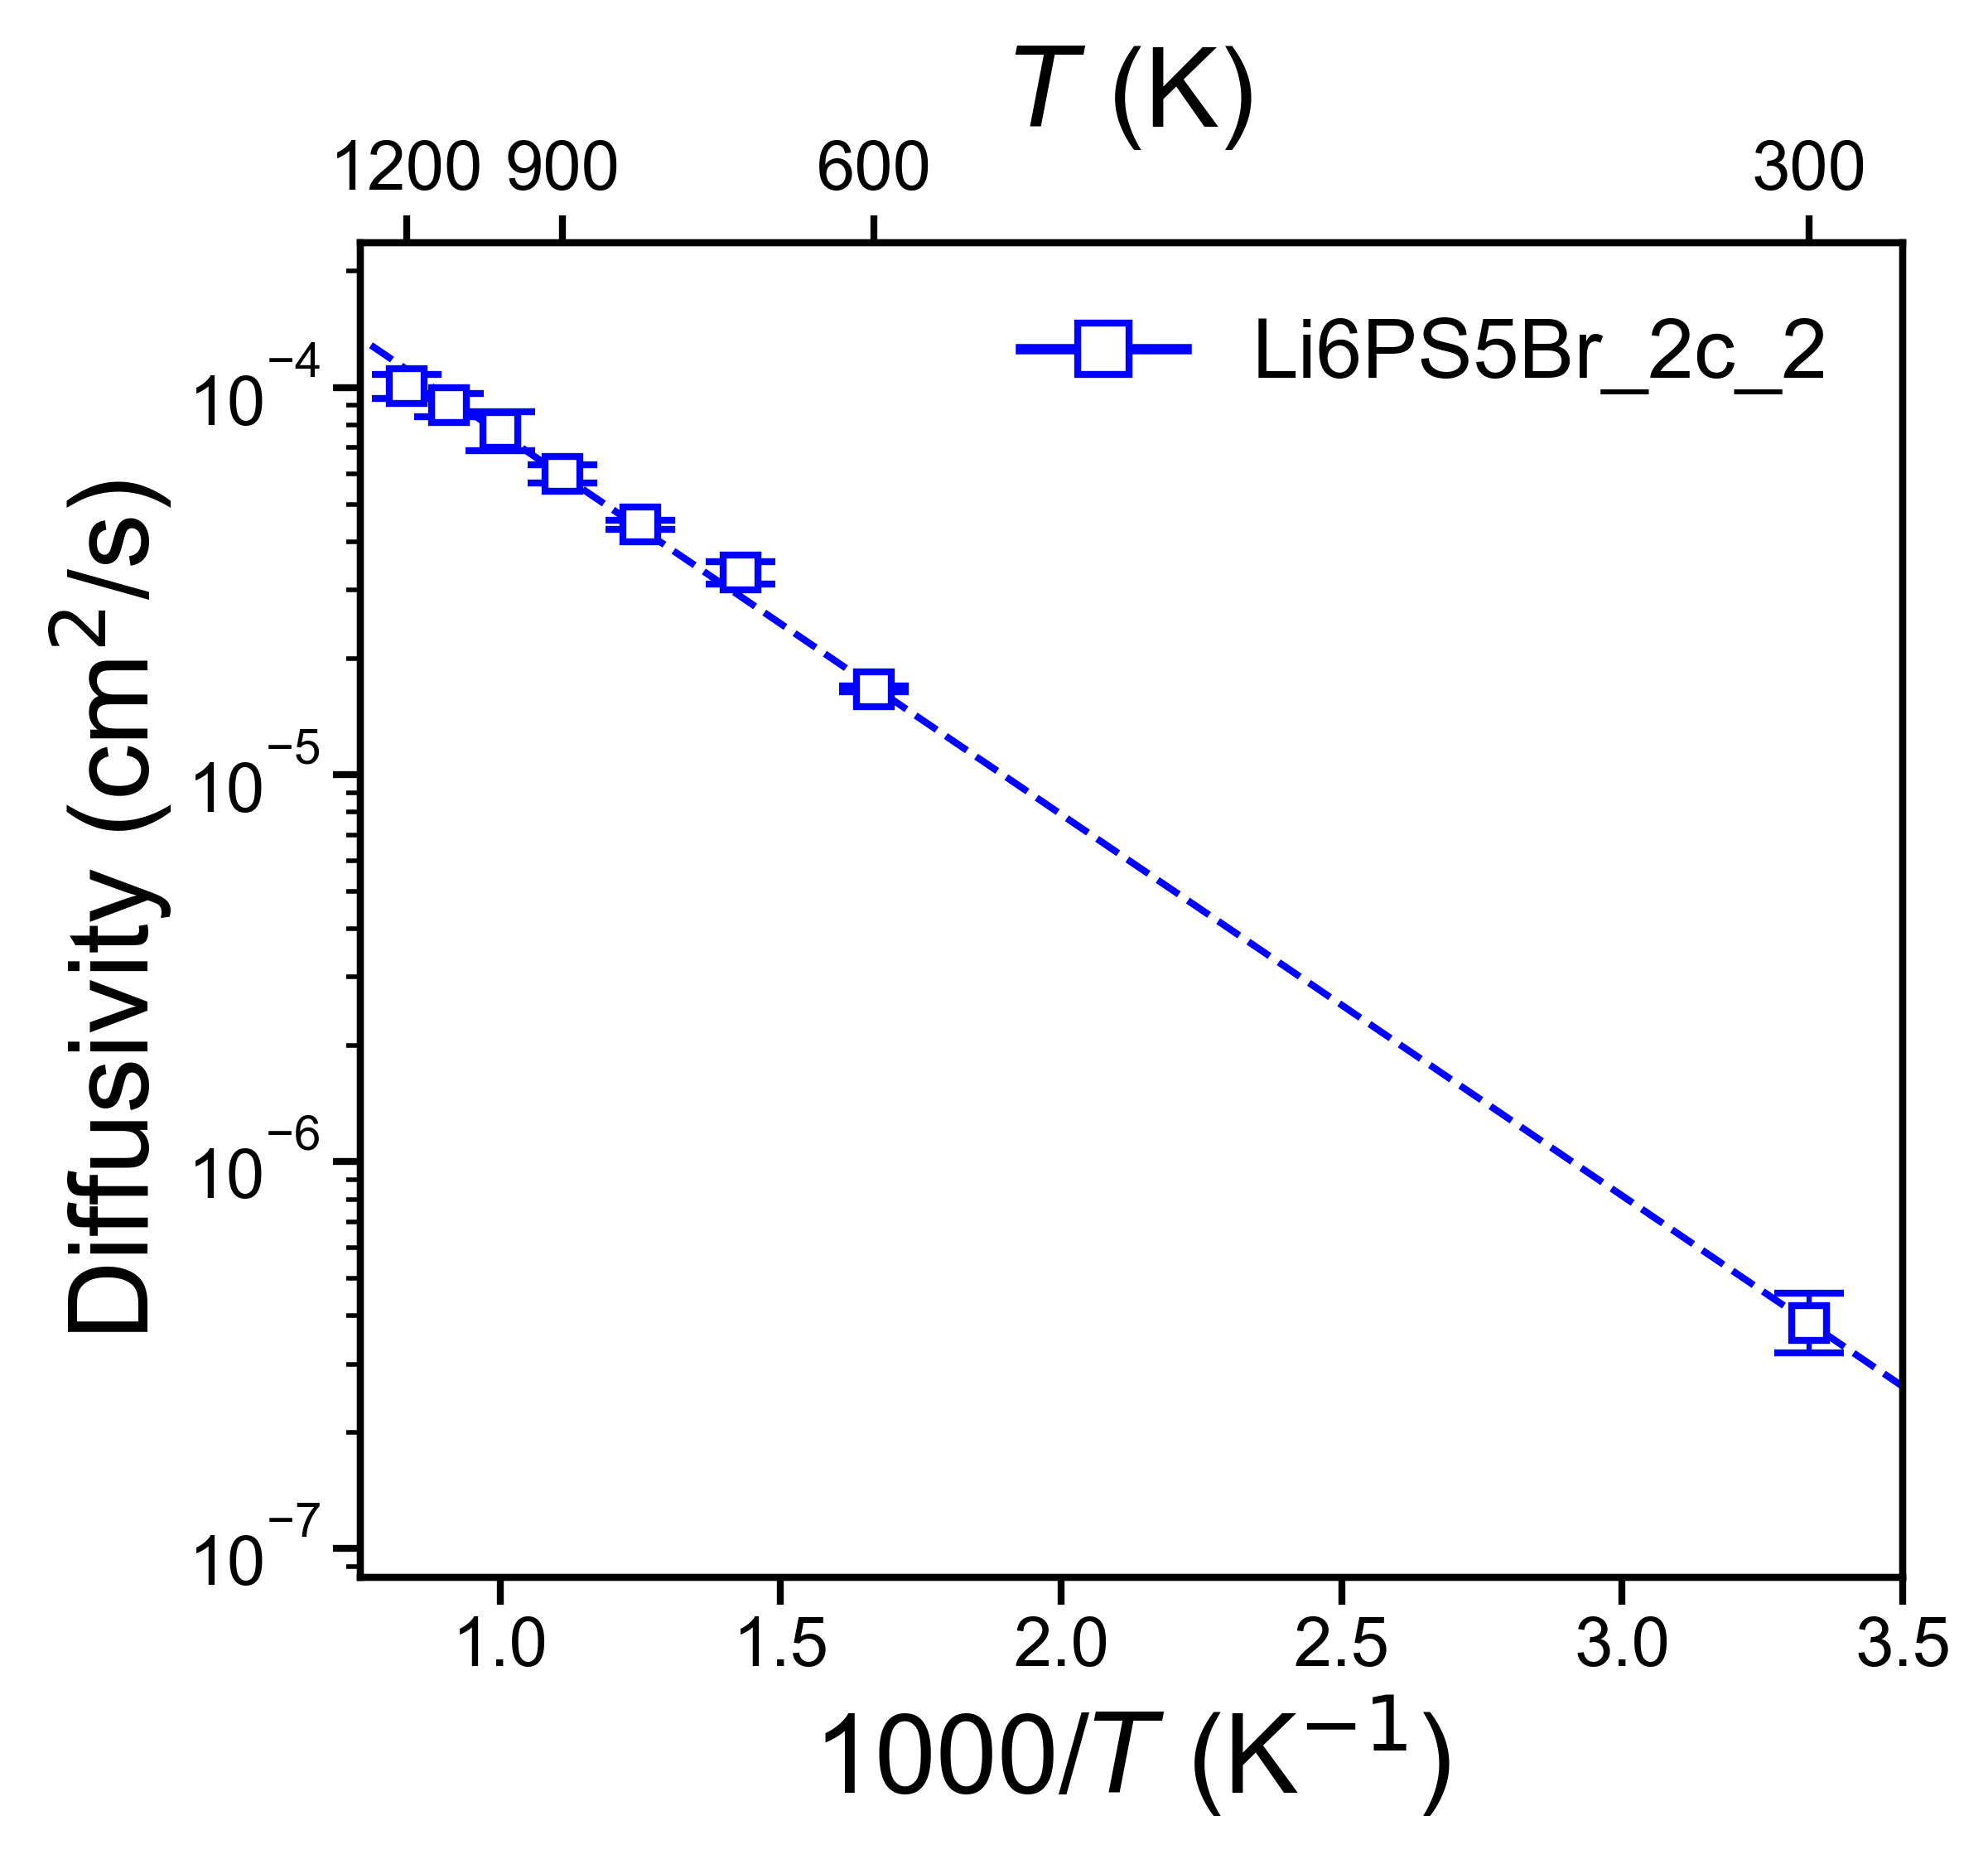 T (K)
1200 900 600 300
Li6PS5Br_2c_2
Diffusivity (cm²/s)
10⁻⁴
10⁻⁵
10⁻⁶
10⁻⁷
1.0 1.5 2.0 2.5 3.0 3.5
1000/T (K⁻¹)